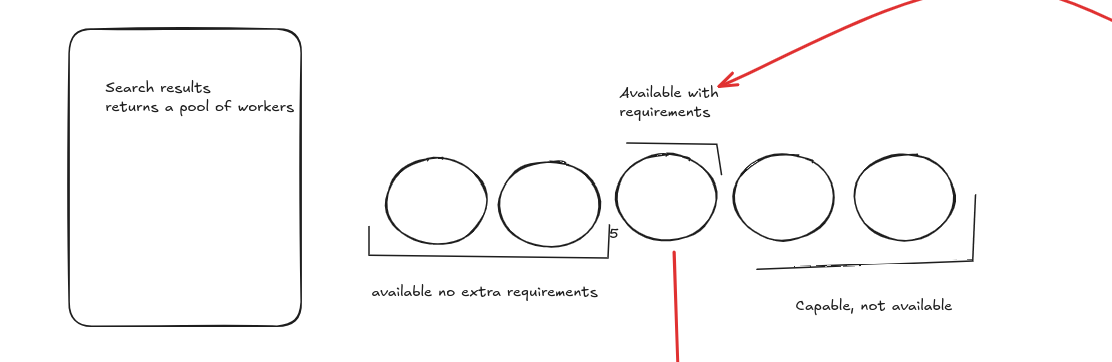 Search results
returns a pool of workers
Available with
requirements
5
available no extra requirements
Capable, not available